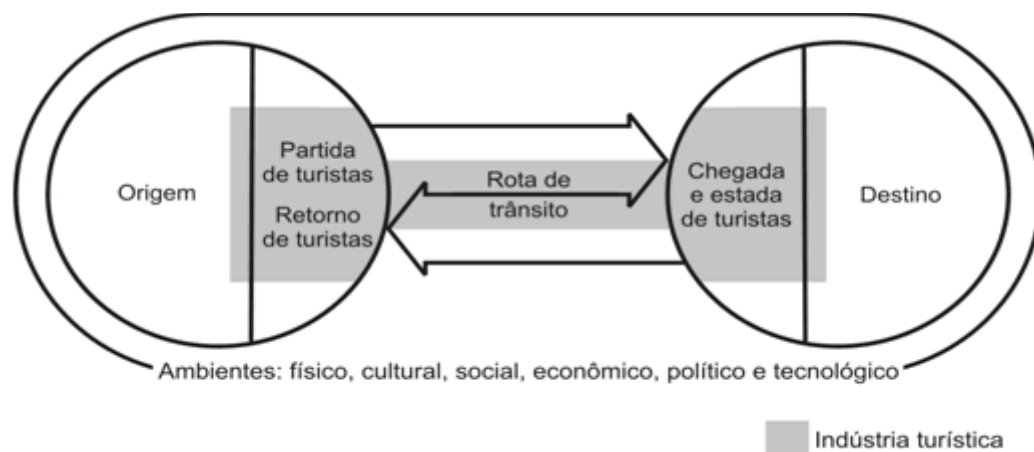 Origem
Partida
de turistas
Retorno
de turistas
Rota de
trânsito
Chegada
e estada
de turistas
Destino
Ambientes: físico, cultural, social, econômico, político e tecnológico
Indústria turística